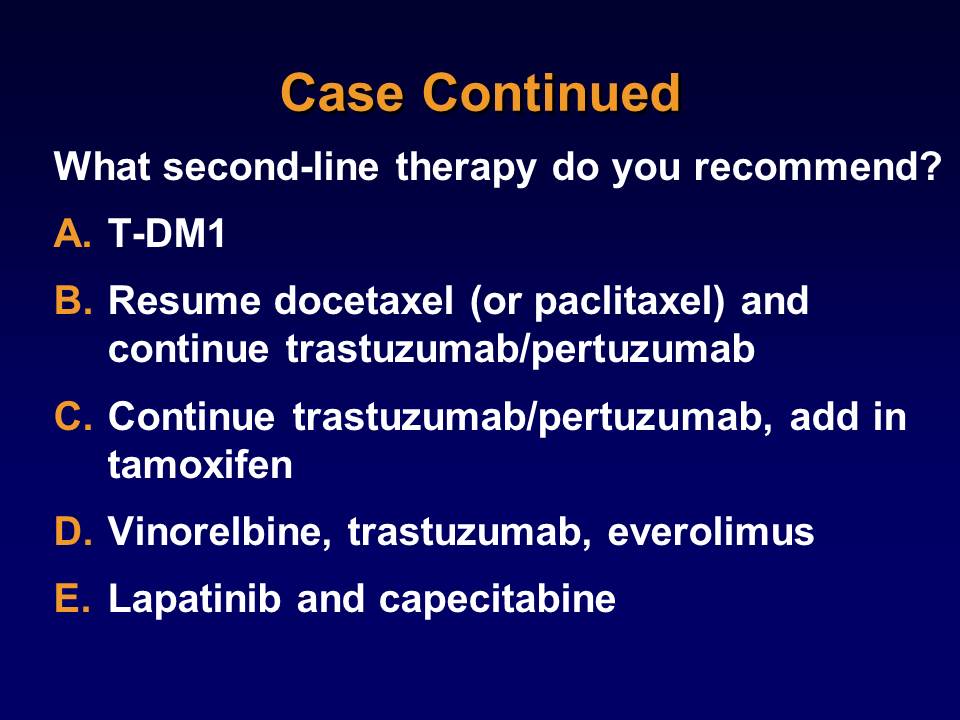 Case Continued
What second-line therapy do you recommend?
A. T-DM1
B. Resume docetaxel (or paclitaxel) and
continue trastuzumab/pertuzumab
C. Continue trastuzumab/pertuzumab, add in
tamoxifen
D. Vinorelbine, trastuzumab, everolimus
E. Lapatinib and capecitabine